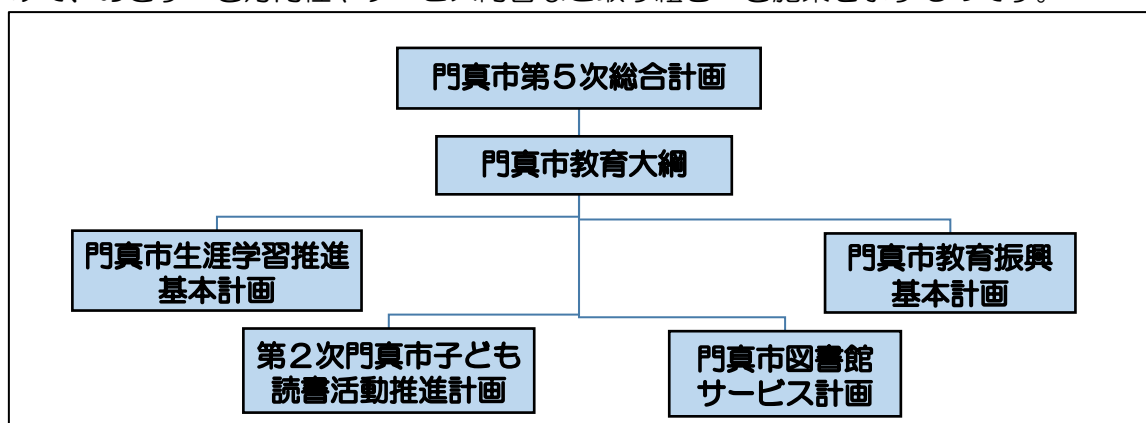 門真市第５次総合計画
門真市教育大綱
門真市生涯学習推進
基本計画
門真市教育振興
基本計画
第２次門真市子ども
読書活動推進計画
門真市図書館
サービス計画